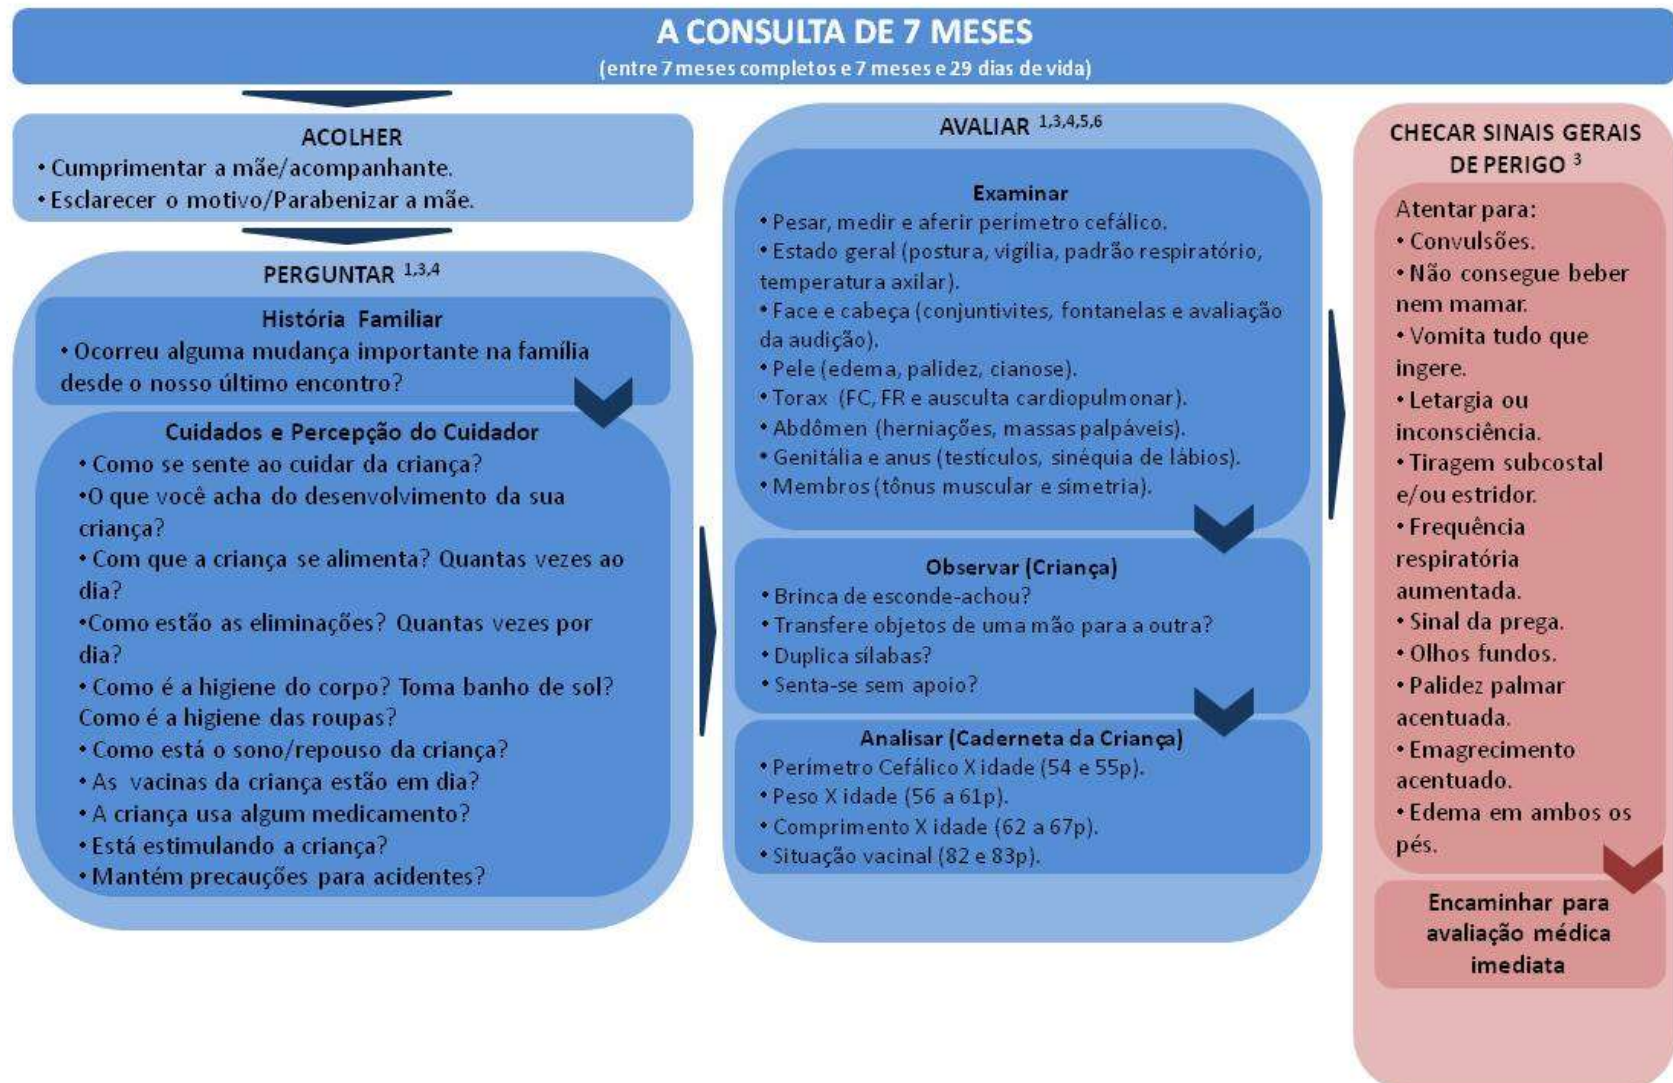 A CONSULTA DE 7 MESES
(entre 7 meses completos e 7 meses e 29 dias de vida)
ACOLHER
• Cumprimentar a mãe/acompanhante.
• Esclarecer o motivo/Parabenizar a mãe.
PERGUNTAR 1,3,4
História Familiar
• Ocorreu alguma mudança importante na família
desde o nosso último encontro?
Cuidados e Percepção do Cuidador
• Como se sente ao cuidar da criança?
•O que você acha do desenvolvimento da sua
criança?
• Com que a criança se alimenta? Quantas vezes ao
dia?
•Como estão as eliminações? Quantas vezes por
dia?
• Como é a higiene do corpo? Toma banho de sol?
Como é a higiene das roupas?
• Como está o sono/repouso da criança?
• As vacinas da criança estão em dia?
• A criança usa algum medicamento?
• Está estimulando a criança?
• Mantém precauções para acidentes?
AVALIAR 1,3,4,5,6
Examinar
• Pesar, medir e aferir perímetro cefálico.
• Estado geral (postura, vigília, padrão respiratório,
temperatura axilar).
• Face e cabeça (conjuntivites, fontanelas e avaliação
da audição).
• Pele (edema, palidez, cianose).
• Torax (FC, FR e ausculta cardiopulmonar).
• Abdômen (herniações, massas palpáveis).
• Genitália e anus (testículos, sinéquia de lábios).
• Membros (tônus muscular e simetria).
Observar (Criança)
• Brinca de esconde-achou?
• Transfere objetos de uma mão para a outra?
• Duplica sílabas?
• Senta-se sem apoio?
Analisar (Caderneta da Criança)
• Perímetro Cefálico X idade (54 e 55p).
• Peso X idade (56 a 61p).
• Comprimento X idade (62 a 67p).
• Situação vacinal (82 e 83p).
CHECAR SINAIS GERAIS
DE PERIGO 3
Atentar para:
• Convulsões.
• Não consegue beber
nem mamar.
• Vomita tudo que
ingere.
• Letargia ou
inconsciência.
• Tiragem subcostal
e/ou estridor.
• Frequência
respiratória
aumentada.
• Sinal da prega.
• Olhos fundos.
• Palidez palmar
acentuada.
• Emagrecimento
acentuado.
• Edema em ambos os
pés.
Encaminhar para
avaliação médica
imediata